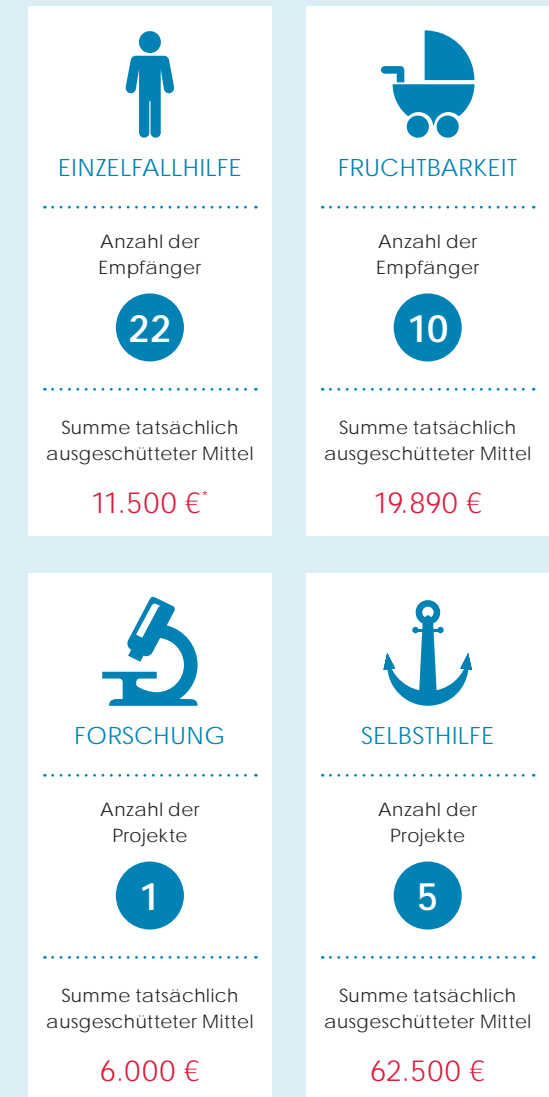 EINZELFALLHILFE
Anzahl der
Empfänger
22
Summe tatsächlich
ausgeschütteter Mittel
11.500 €*
FRUCHTBARKEIT
Anzahl der
Empfänger
10
Summe tatsächlich
ausgeschütteter Mittel
19.890 €
FORSCHUNG
Anzahl der
Projekte
1
Summe tatsächlich
ausgeschütteter Mittel
6.000 €
SELBSTHILFE
Anzahl der
Projekte
5
Summe tatsächlich
ausgeschütteter Mittel
62.500 €